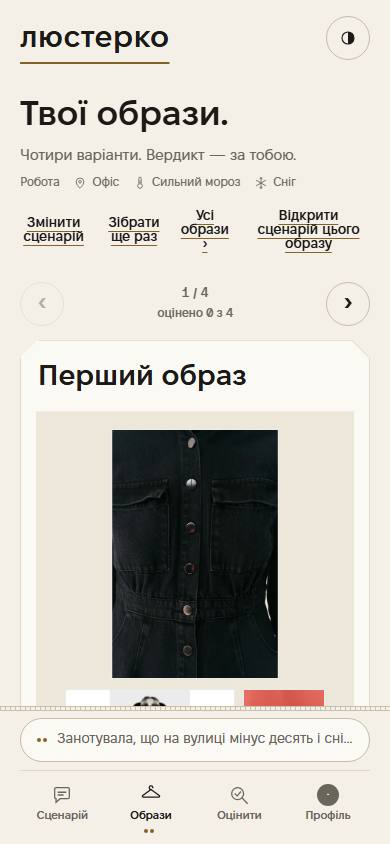 люстерко
Твої образи.
Чотири варіанти. Вердикт — за тобою.
Робота Офіс Сильний мороз Сніг
Змінити
сценарій
Зібрати
ще раз
Усі
образи
›
Відкрити
сценарій цього
образу
‹ 1 / 4 ›
оцінено 0 з 4
Перший образ
Занотувала, що на вулиці мінус десять і сні...
Сценарій Образи Оцінити Профіль